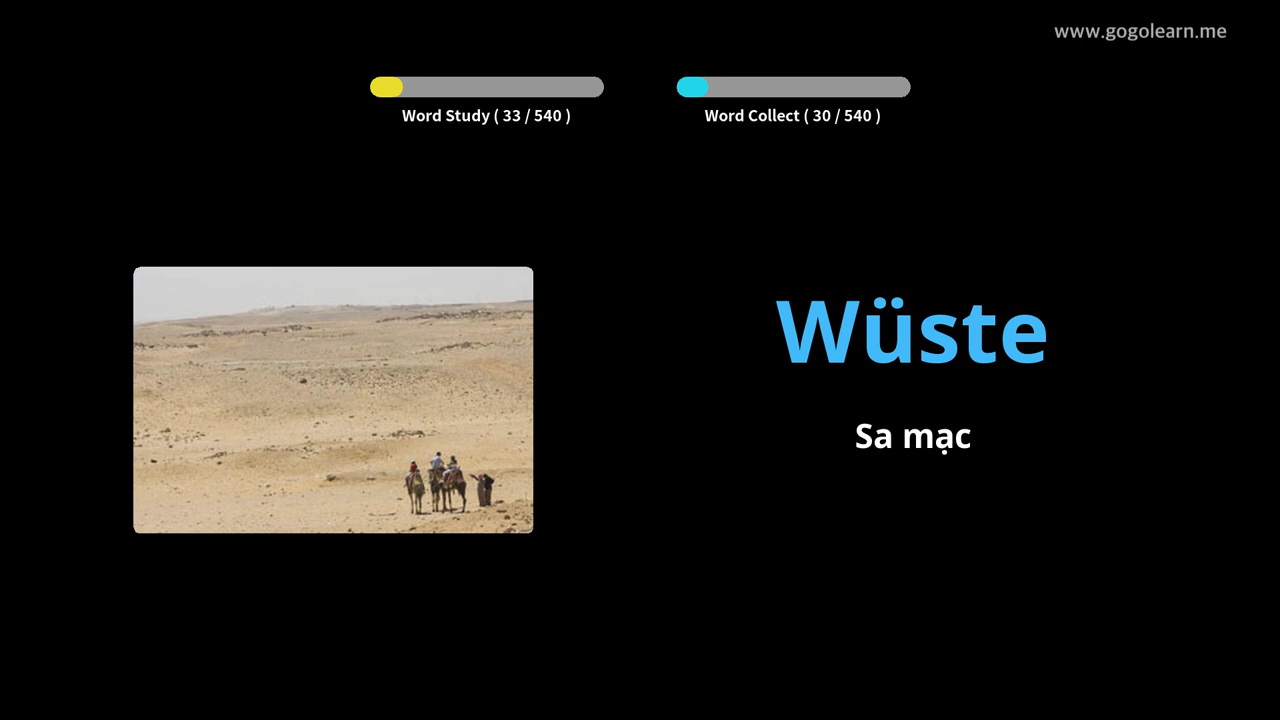 www.gogolearn.me
Word Study ( 33 / 540 )
Word Collect ( 30 / 540 )
Wüste
Sa mạc